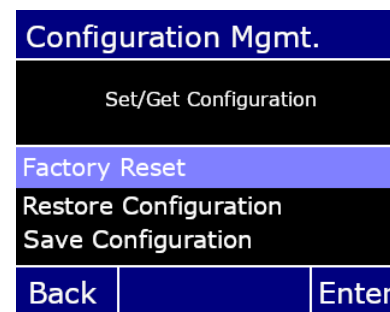 Configuration Mgmt.
Set/Get Configuration
Factory Reset
Restore Configuration
Save Configuration
Back Enter